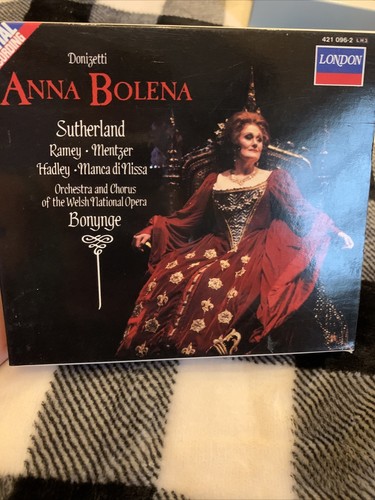 Donizetti
ANNA BOLENA
Sutherland
Ramey · Mentzer
Hadley · Manca di Nissa
Orchestra and Chorus
of the Welsh National Opera
Bonynge
421 096-2 LH3
LONDON